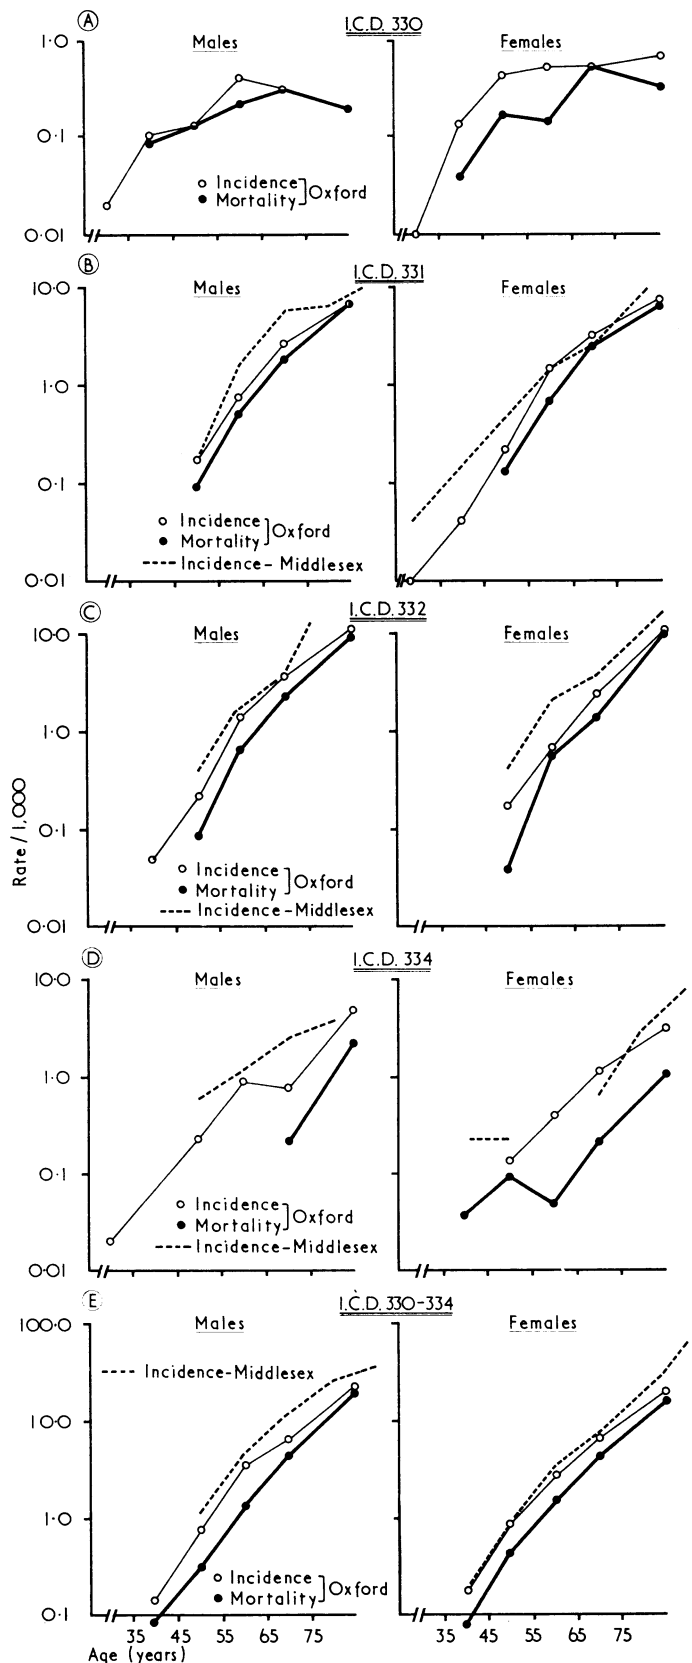 A I.C.D. 330
Males Females
1·0
0·1
0·01
Incidence
Mortality Oxford
B I.C.D. 331
Males Females
10·0
1·0
0·1
0·01
Incidence
Mortality Oxford
Incidence-Middlesex
C I.C.D. 332
Males Females
10·0
1·0
0·1
0·01
Rate/1,000
Incidence
Mortality Oxford
Incidence-Middlesex
D I.C.D. 334
Males Females
10·0
1·0
0·1
0·01
Incidence
Mortality Oxford
Incidence-Middlesex
E I.C.D. 330-334
Males Females
100·0
10·0
1·0
0·1
Incidence-Middlesex
Incidence
Mortality Oxford
35 45 55 65 75 35 45 55 65 75
Age (years)